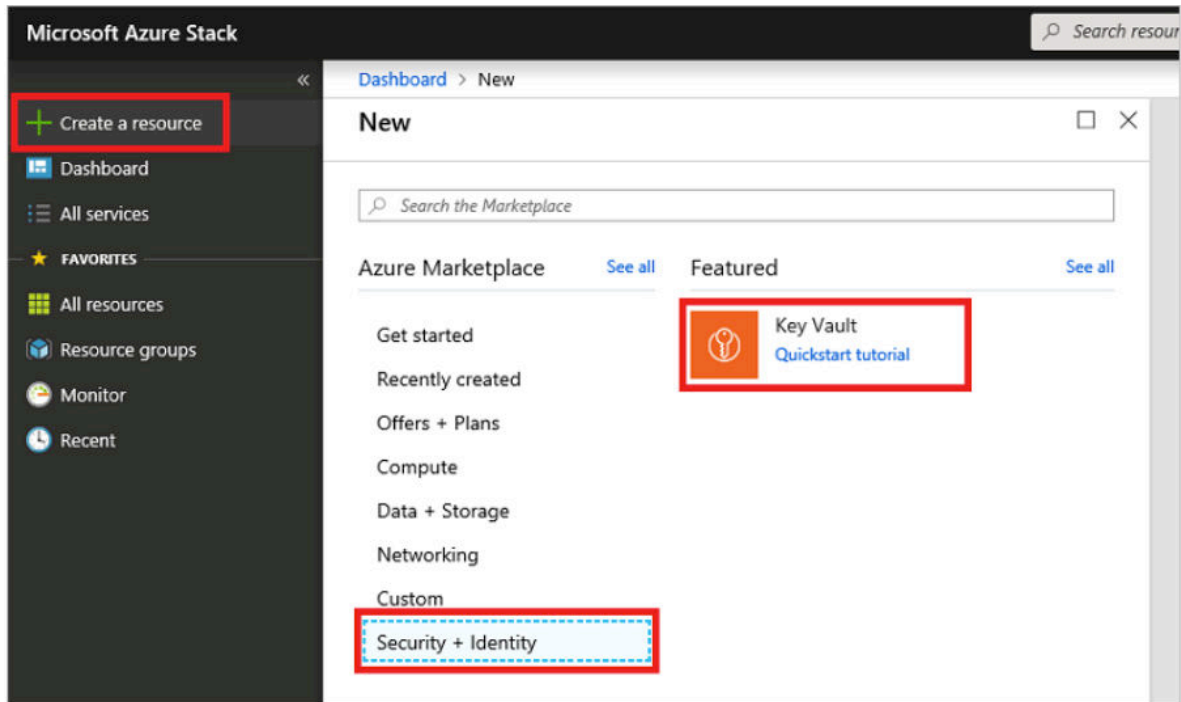 Microsoft Azure Stack
Search resour
«
Dashboard > New
Create a resource
New
Dashboard
All services
Search the Marketplace
FAVORITES
Azure Marketplace See all
Featured See all
All resources
Resource groups
Monitor
Recent
Get started
Recently created
Offers + Plans
Compute
Data + Storage
Networking
Custom
Security + Identity
Key Vault
Quickstart tutorial